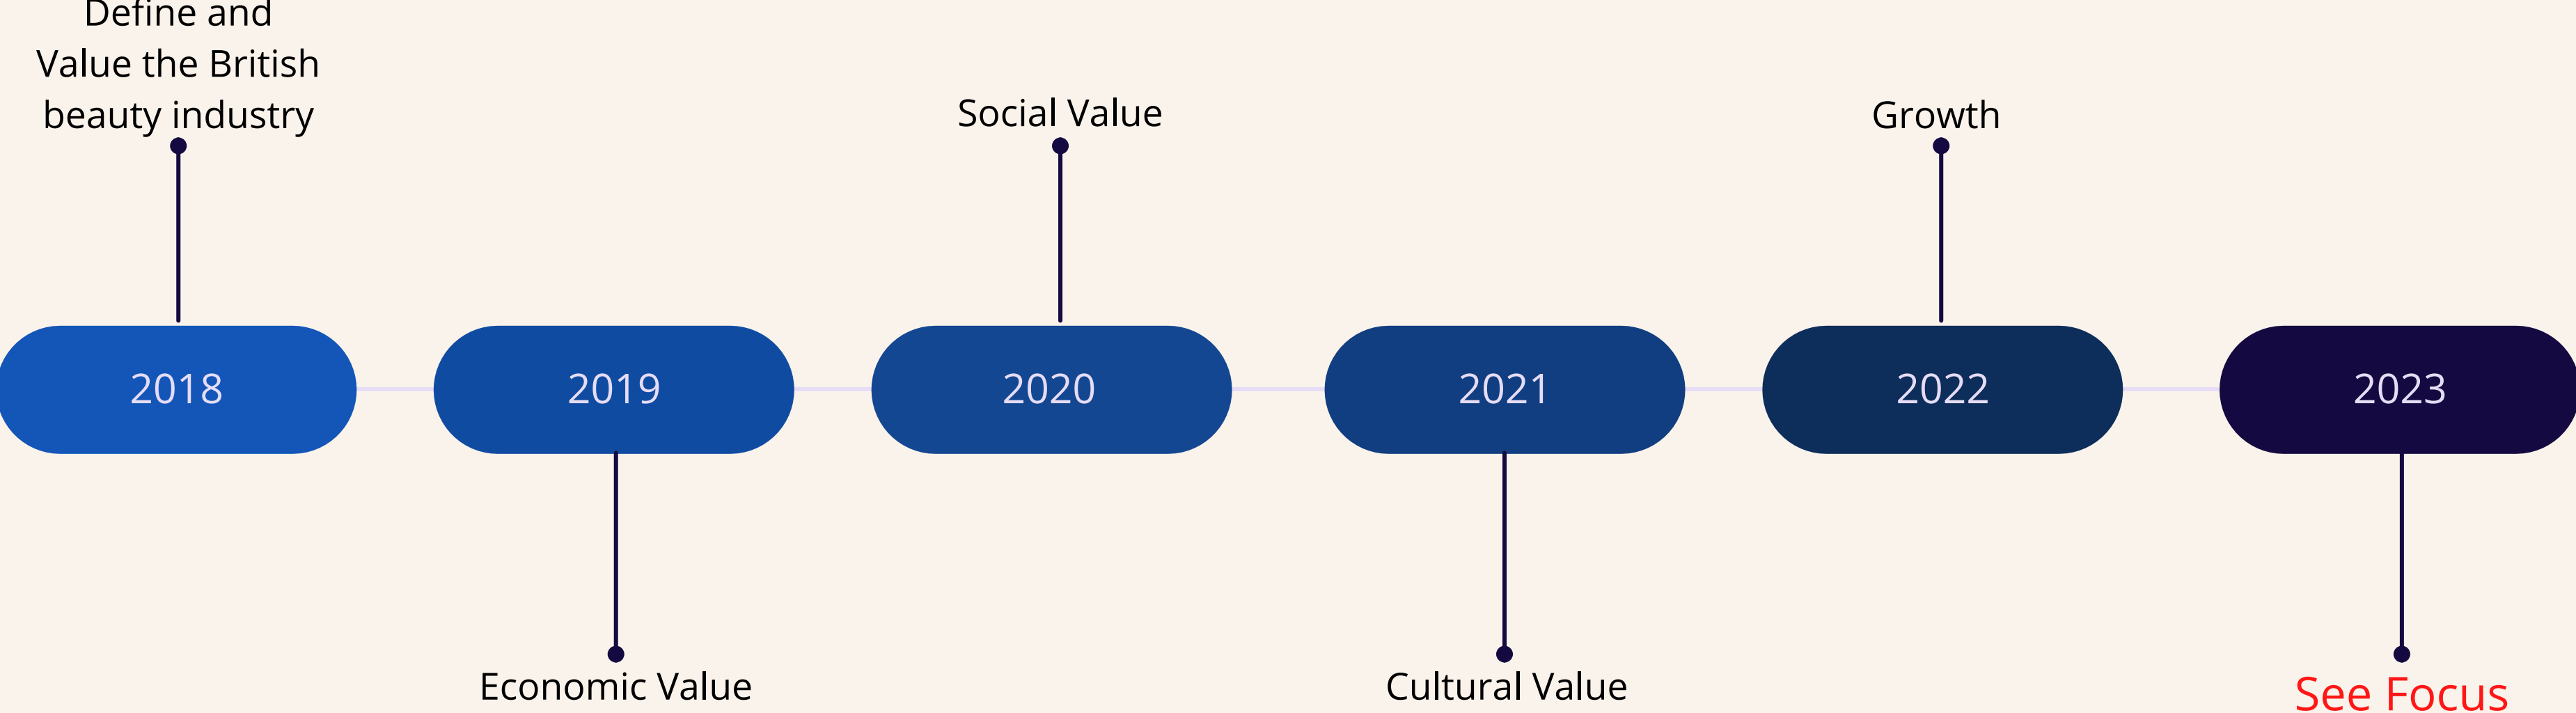 Define and
Value the British
beauty industry
Social Value
Growth
2018
2019
2020
2021
2022
2023
Economic Value
Cultural Value
See Focus